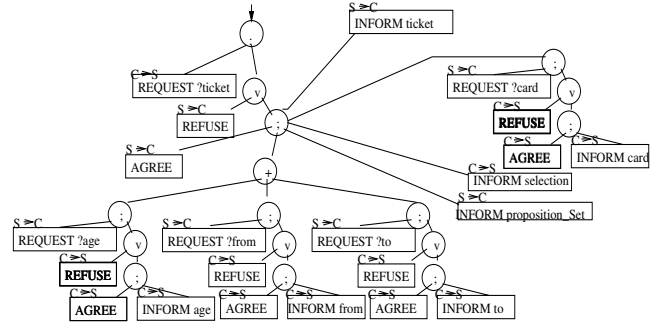 S ➢ C
INFORM ticket
;
C ➢ S
REQUEST ?ticket
;
S ➢ C
REQUEST ?card
v
S ➢ C
REFUSE
v
C ➢ S
REFUSE
;
;
S ➢ C
AGREE
C ➢ S
AGREE
C ➢ S
INFORM card
+
C ➢ S
INFORM selection
S ➢ C
INFORM proposition_Set
;
;
;
S ➢ C
REQUEST ?age
S ➢ C
REQUEST ?from
S ➢ C
REQUEST ?to
v
v
v
C ➢ S
REFUSE
C ➢ S
REFUSE
C ➢ S
REFUSE
;
;
;
C ➢ S
AGREE
C ➢ S
INFORM age
C ➢ S
AGREE
C ➢ S
INFORM from
C ➢ S
AGREE
C ➢ S
INFORM to